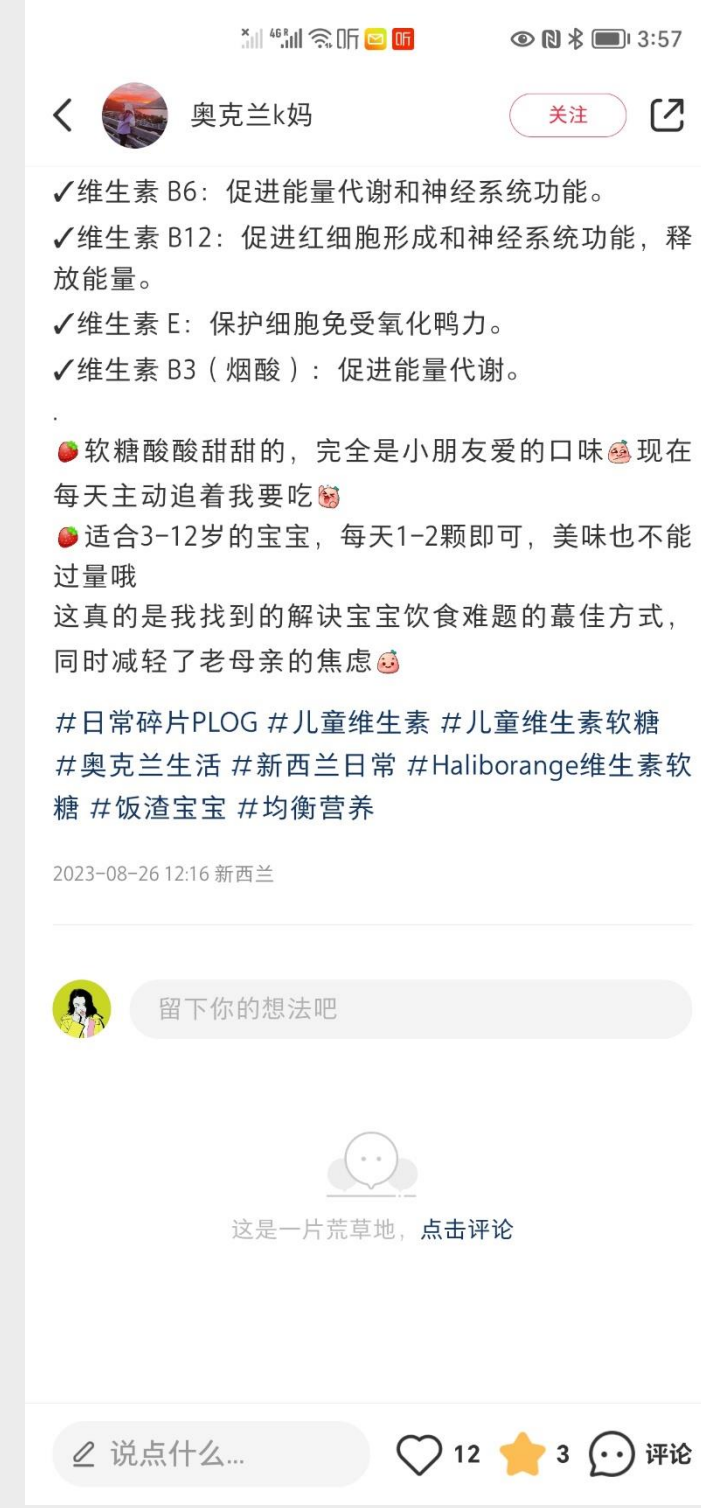 46R 听 听 3:57
奥克兰k妈 关注
✓维生素 B6：促进能量代谢和神经系统功能。
✓维生素 B12：促进红细胞形成和神经系统功能，释
放能量。
✓维生素 E：保护细胞免受氧化鸭力。
✓维生素 B3（烟酸）：促进能量代谢。
.
🍓软糖酸酸甜甜的，完全是小朋友爱的口味现在
每天主动追着我要吃
🍓适合3-12岁的宝宝，每天1-2颗即可，美味也不能
过量哦
这真的是我找到的解决宝宝饮食难题的最佳方式，
同时减轻了老母亲的焦虑
#日常碎片PLOG #儿童维生素 #儿童维生素软糖
#奥克兰生活 #新西兰日常 #Haliborange维生素软
糖 #饭渣宝宝 #均衡营养
2023-08-26 12:16 新西兰
留下你的想法吧
这是一片荒草地，点击评论
说点什么... 12 3 评论